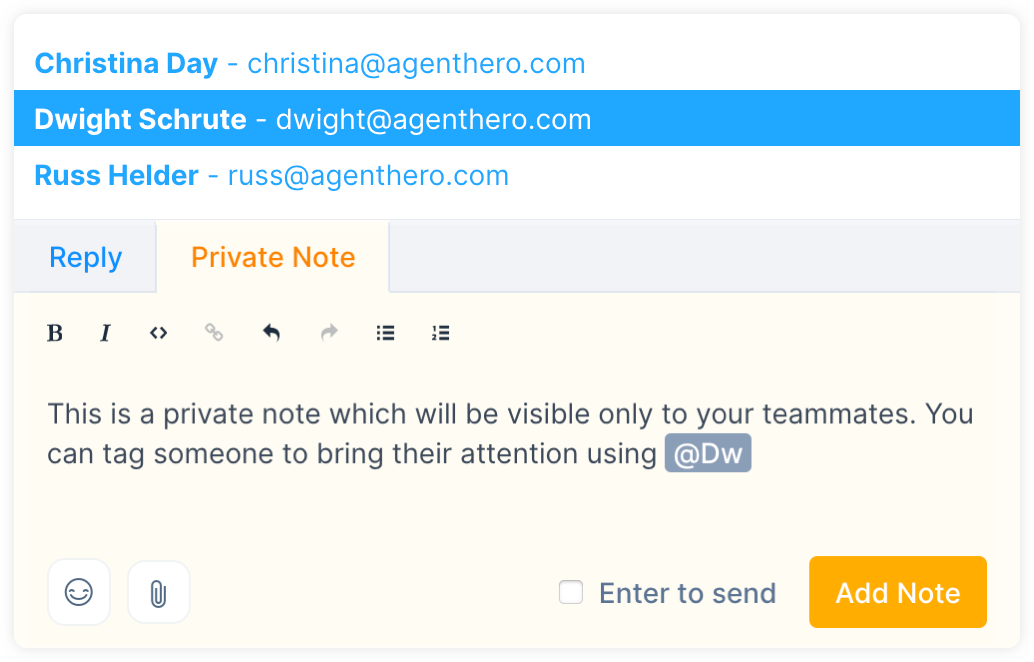 Christina Day - christina@agenthero.com
Dwight Schrute - dwight@agenthero.com
Russ Helder - russ@agenthero.com
Reply
Private Note
B I <>
This is a private note which will be visible only to your teammates. You
can tag someone to bring their attention using @Dw
Enter to send
Add Note